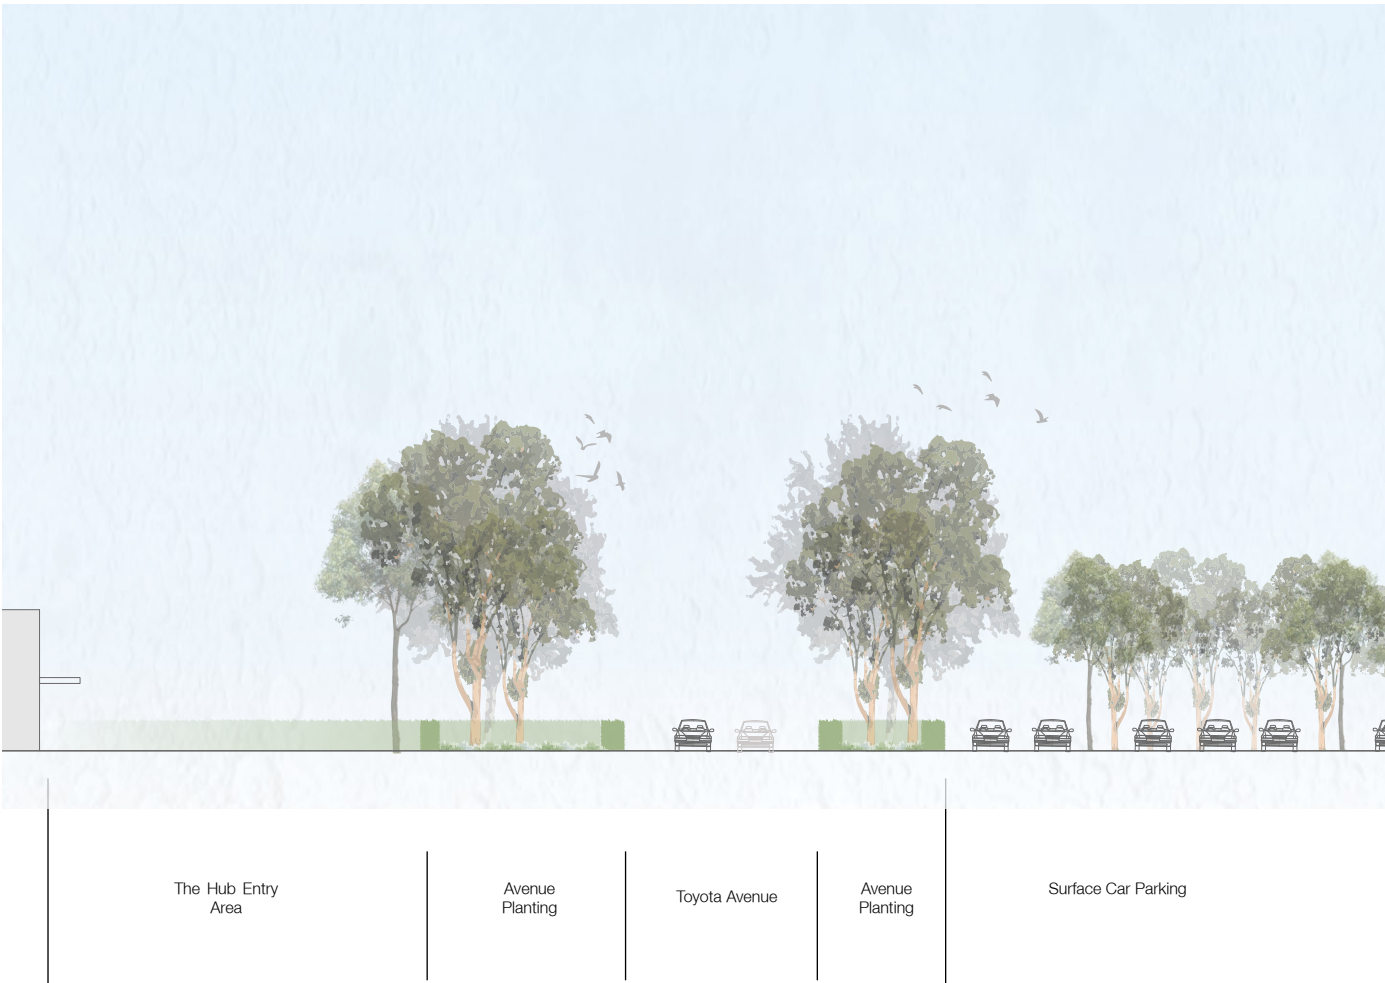 The Hub Entry
Area
Avenue
Planting
Toyota Avenue
Avenue
Planting
Surface Car Parking